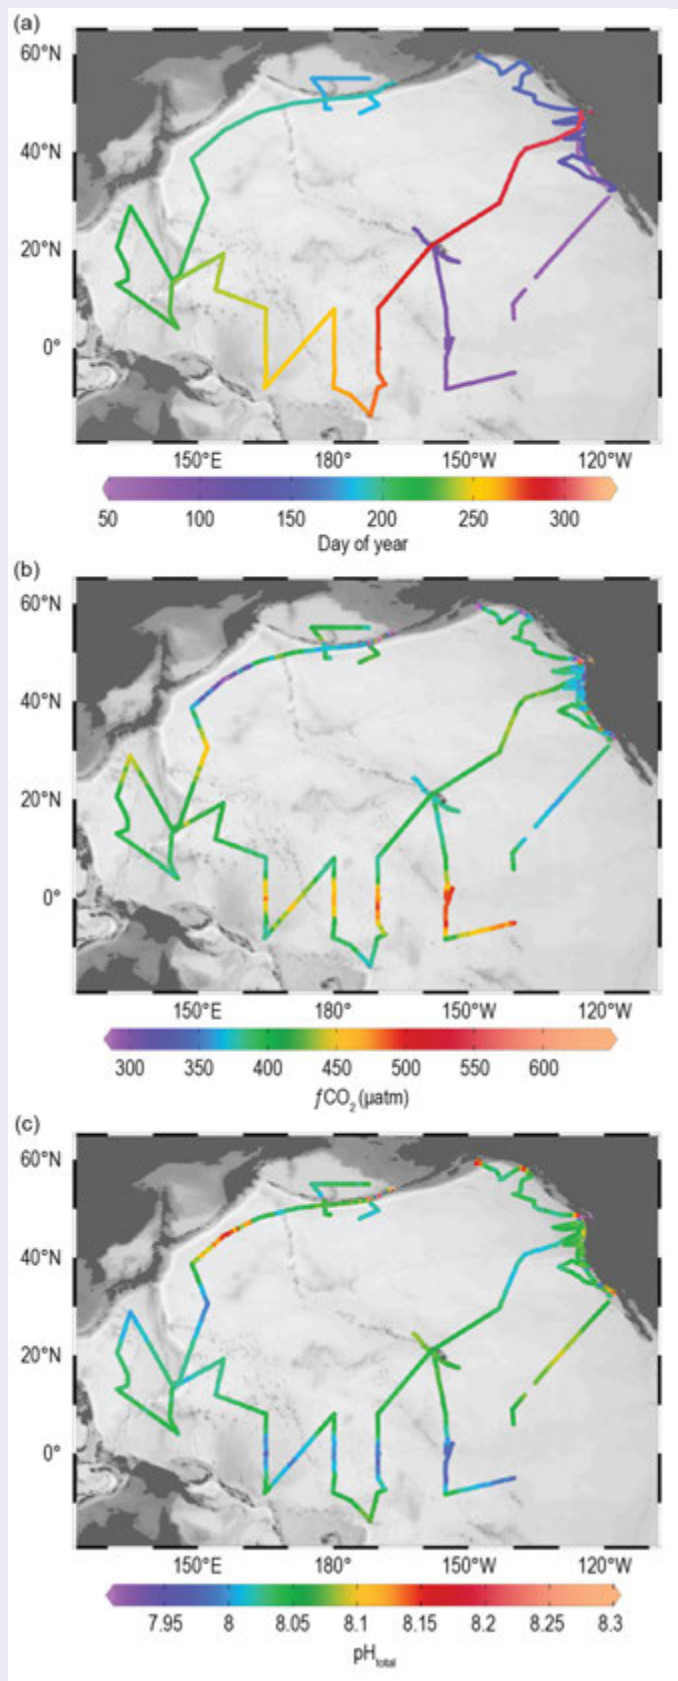 (a)
60°N
40°N
20°N
0°
150°E 180° 150°W 120°W
50 100 150 200 250 300
Day of year
(b)
60°N
40°N
20°N
0°
150°E 180° 150°W 120°W
300 350 400 450 500 550 600
ƒCO₂ (µatm)
(c)
60°N
40°N
20°N
0°
150°E 180° 150°W 120°W
7.95 8 8.05 8.1 8.15 8.2 8.25 8.3
pHtotal